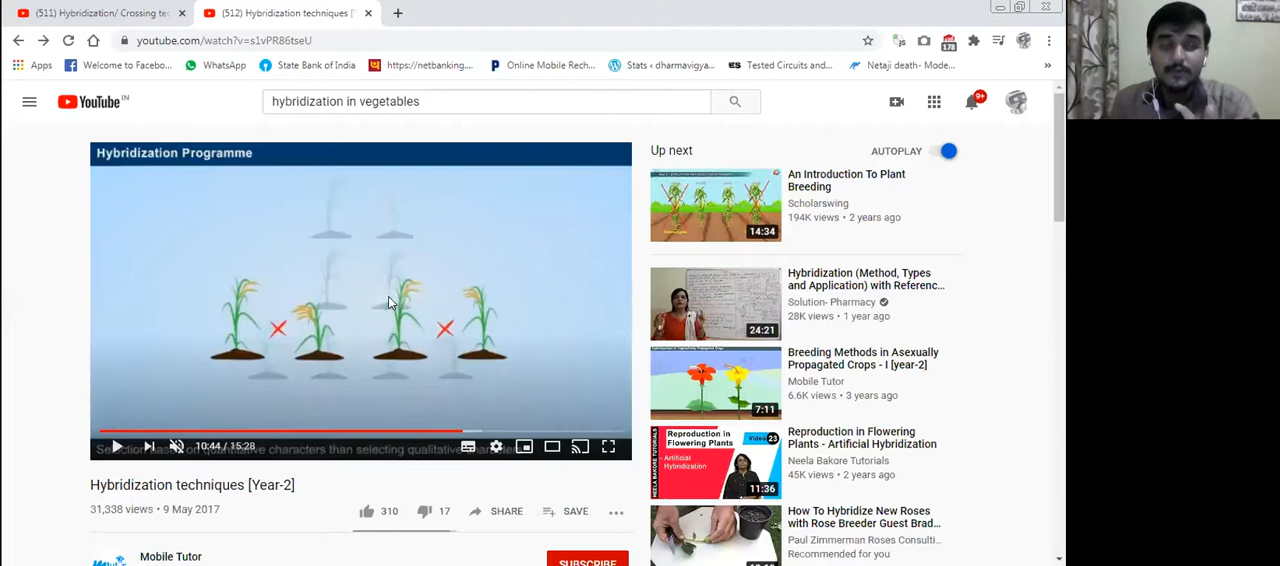 (511) Hybridization/ Crossing te
(512) Hybridization techniques ['
youtube.com/watch?v=s1vPR86tseU
178
Apps
Welcome to Facebo...
WhatsApp
State Bank of India
https://netbanking....
Online Mobile Rech...
Stats ‹ dharmavigya...
Tested Circuits and...
Netaji death- Mode...
»
YouTube IN
hybridization in vegetables
9+
Hybridization Programme
10:44 / 15:28
Hybridization techniques [Year-2]
31,338 views • 9 May 2017
310
17
SHARE
SAVE
Mobile Tutor
SUBSCRIBE
Up next
AUTOPLAY
An Introduction To Plant
Breeding
Scholarswing
194K views • 2 years ago
14:34
Hybridization (Method, Types
and Application) with Referenc...
Solution- Pharmacy
28K views • 1 year ago
24:21
Breeding Methods in Asexually
Propagated Crops - I [year-2]
Mobile Tutor
6.6K views • 3 years ago
7:11
Reproduction in Flowering
Plants - Artificial Hybridization
Neela Bakore Tutorials
45K views • 2 years ago
Reproduction in
Flowering Plants
Video 23
- Artificial
Hybridization
NEELA BAKORE TUTORIALS
11:36
How To Hybridize New Roses
with Rose Breeder Guest Brad...
Paul Zimmerman Roses Consulti...
Recommended for you